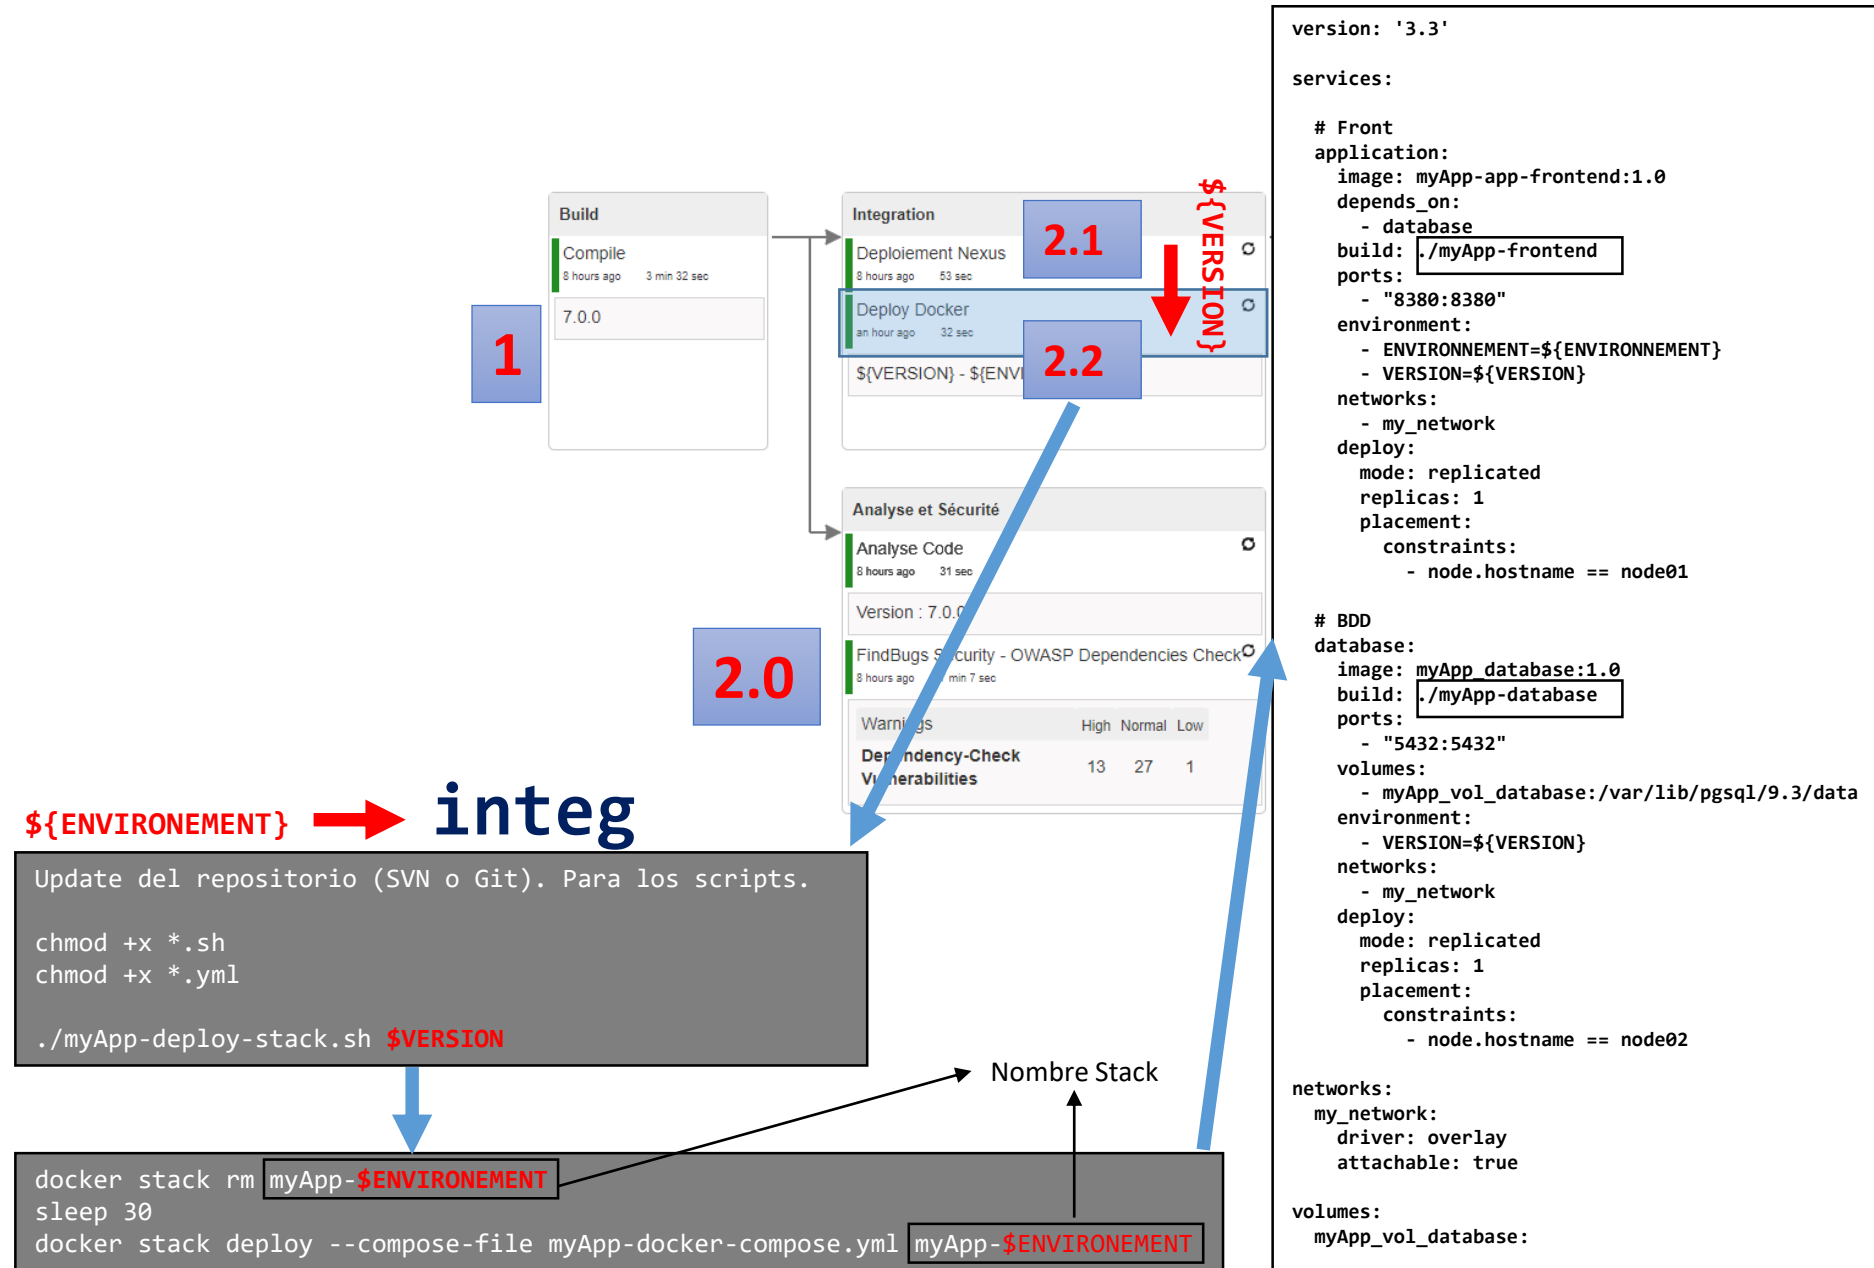 Build
Compile
8 hours ago 3 min 32 sec
7.0.0
1
Integration
2.1
Deploiement Nexus
8 hours ago 53 sec
Deploy Docker
an hour ago 32 sec
2.2
${VERSION} - ${ENVI
${VERSION}
Analyse et Sécurité
Analyse Code
8 hours ago 31 sec
Version : 7.0.0
2.0
FindBugs Security - OWASP Dependencies Check
8 hours ago min 7 sec
Warnings High Normal Low
Dependency-Check
Vulnerabilities
13 27 1
${ENVIRONEMENT} integ
Update del repositorio (SVN o Git). Para los scripts.
chmod +x *.sh
chmod +x *.yml
./myApp-deploy-stack.sh $VERSION
Nombre Stack
docker stack rm myApp-$ENVIRONEMENT
sleep 30
docker stack deploy --compose-file myApp-docker-compose.yml myApp-$ENVIRONEMENT
version: '3.3'
services:
# Front
application:
image: myApp-app-frontend:1.0
depends_on:
- database
build: ./myApp-frontend
ports:
- "8380:8380"
environment:
- ENVIRONNEMENT=${ENVIRONNEMENT}
- VERSION=${VERSION}
networks:
- my_network
deploy:
mode: replicated
replicas: 1
placement:
constraints:
- node.hostname == node01
# BDD
database:
image: myApp_database:1.0
build: ./myApp-database
ports:
- "5432:5432"
volumes:
- myApp_vol_database:/var/lib/pgsql/9.3/data
environment:
- VERSION=${VERSION}
networks:
- my_network
deploy:
mode: replicated
replicas: 1
placement:
constraints:
- node.hostname == node02
networks:
my_network:
driver: overlay
attachable: true
volumes:
myApp_vol_database: